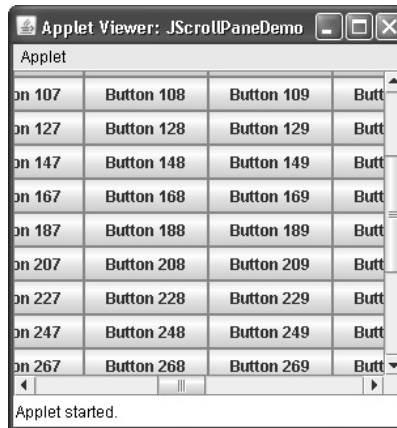 Applet Viewer: JScrollPaneDemo
Applet
on 107 Button 108 Button 109 Butt
on 127 Button 128 Button 129 Butt
on 147 Button 148 Button 149 Butt
on 167 Button 168 Button 169 Butt
on 187 Button 188 Button 189 Butt
on 207 Button 208 Button 209 Butt
on 227 Button 228 Button 229 Butt
on 247 Button 248 Button 249 Butt
on 267 Button 268 Button 269 Butt
Applet started.